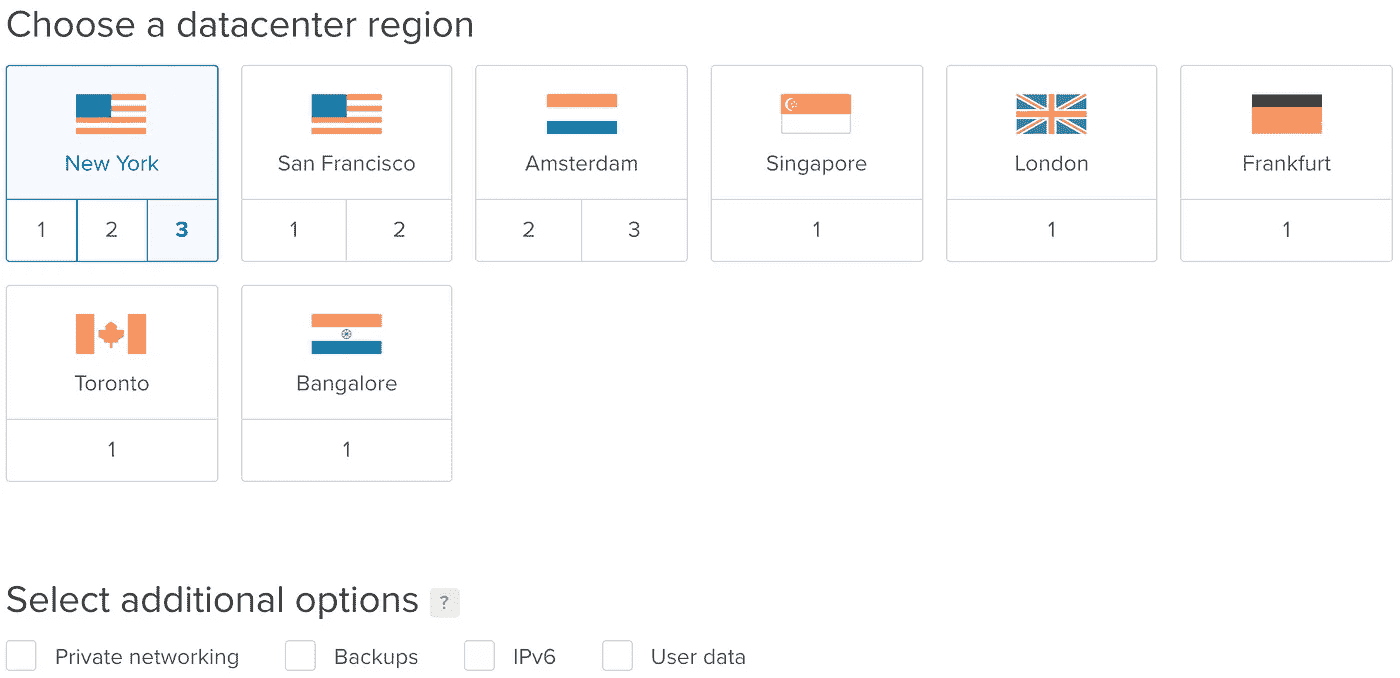 Choose a datacenter region
New York
San Francisco
Amsterdam
Singapore
London
Frankfurt
1 2 3
1 2
2 3
1
1
1
Toronto
Bangalore
1
1
Select additional options ?
Private networking
Backups
IPv6
User data